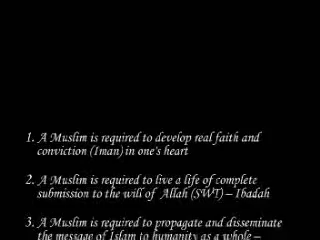 1. A Muslim is required to develop real faith and
conviction (Iman) in one's heart
2. A Muslim is required to live a life of complete
submission to the will of Allah (SWT) – Ibadah
3. A Muslim is required to propagate and disseminate
the message of Islam to humanity as a whole –